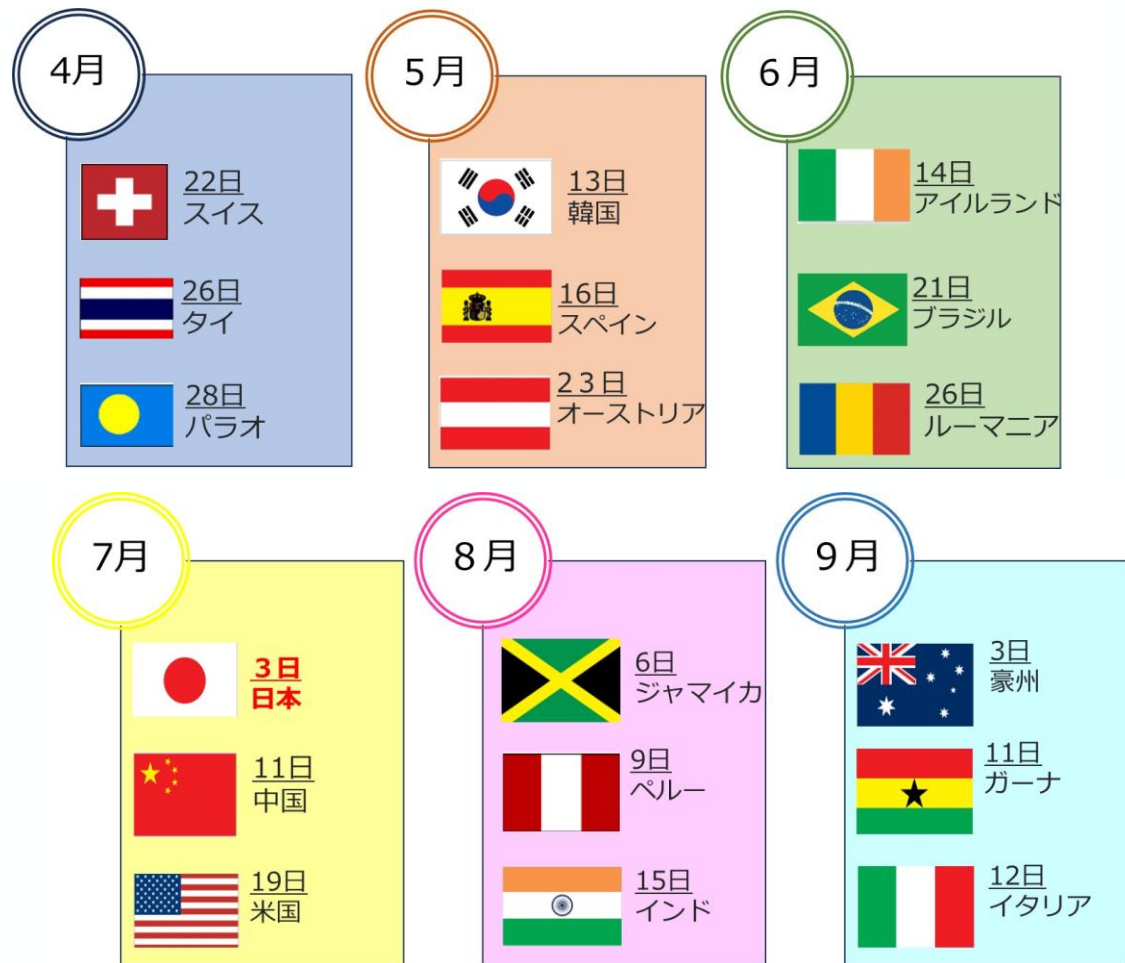 4月
22日
スイス
26日
タイ
28日
パラオ
5月
13日
韓国
16日
スペイン
23日
オーストリア
6月
14日
アイルランド
21日
ブラジル
26日
ルーマニア
7月
3日
日本
11日
中国
19日
米国
8月
6日
ジャマイカ
9日
ペルー
15日
インド
9月
3日
豪州
11日
ガーナ
12日
イタリア